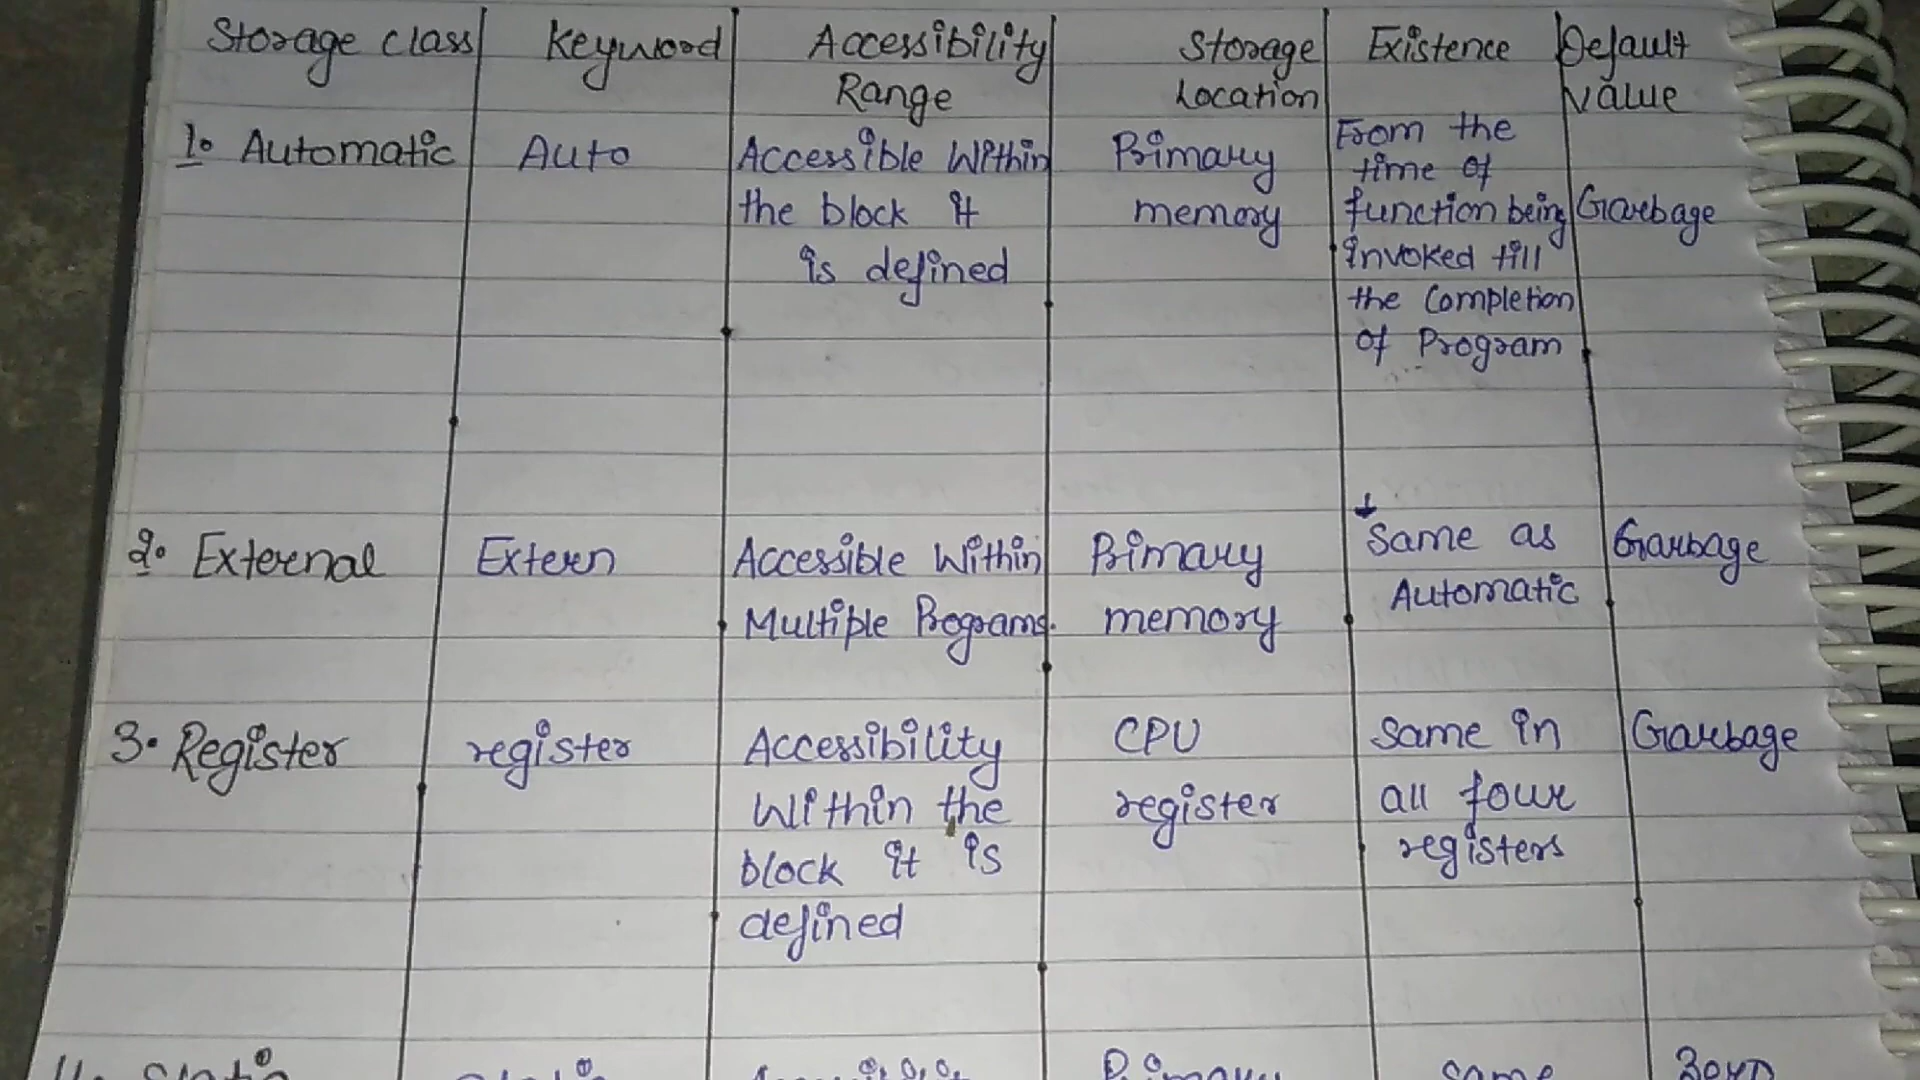 Storage class Keyword Accessibility Range Storage Location Existence Default value
1. Automatic
Auto
Accessible Within
the block it
is defined
Primary
memory
From the
time of
function being
invoked till
the Completion
of Program
Garbage
2. External
Extern
Accessible Within
Multiple Programs.
Primary
memory
Same as
Automatic
Garbage
3. Register
register
Accessibility
Within the
block it is
defined
CPU
register
Same in
all four
registers
Garbage
Primary
same